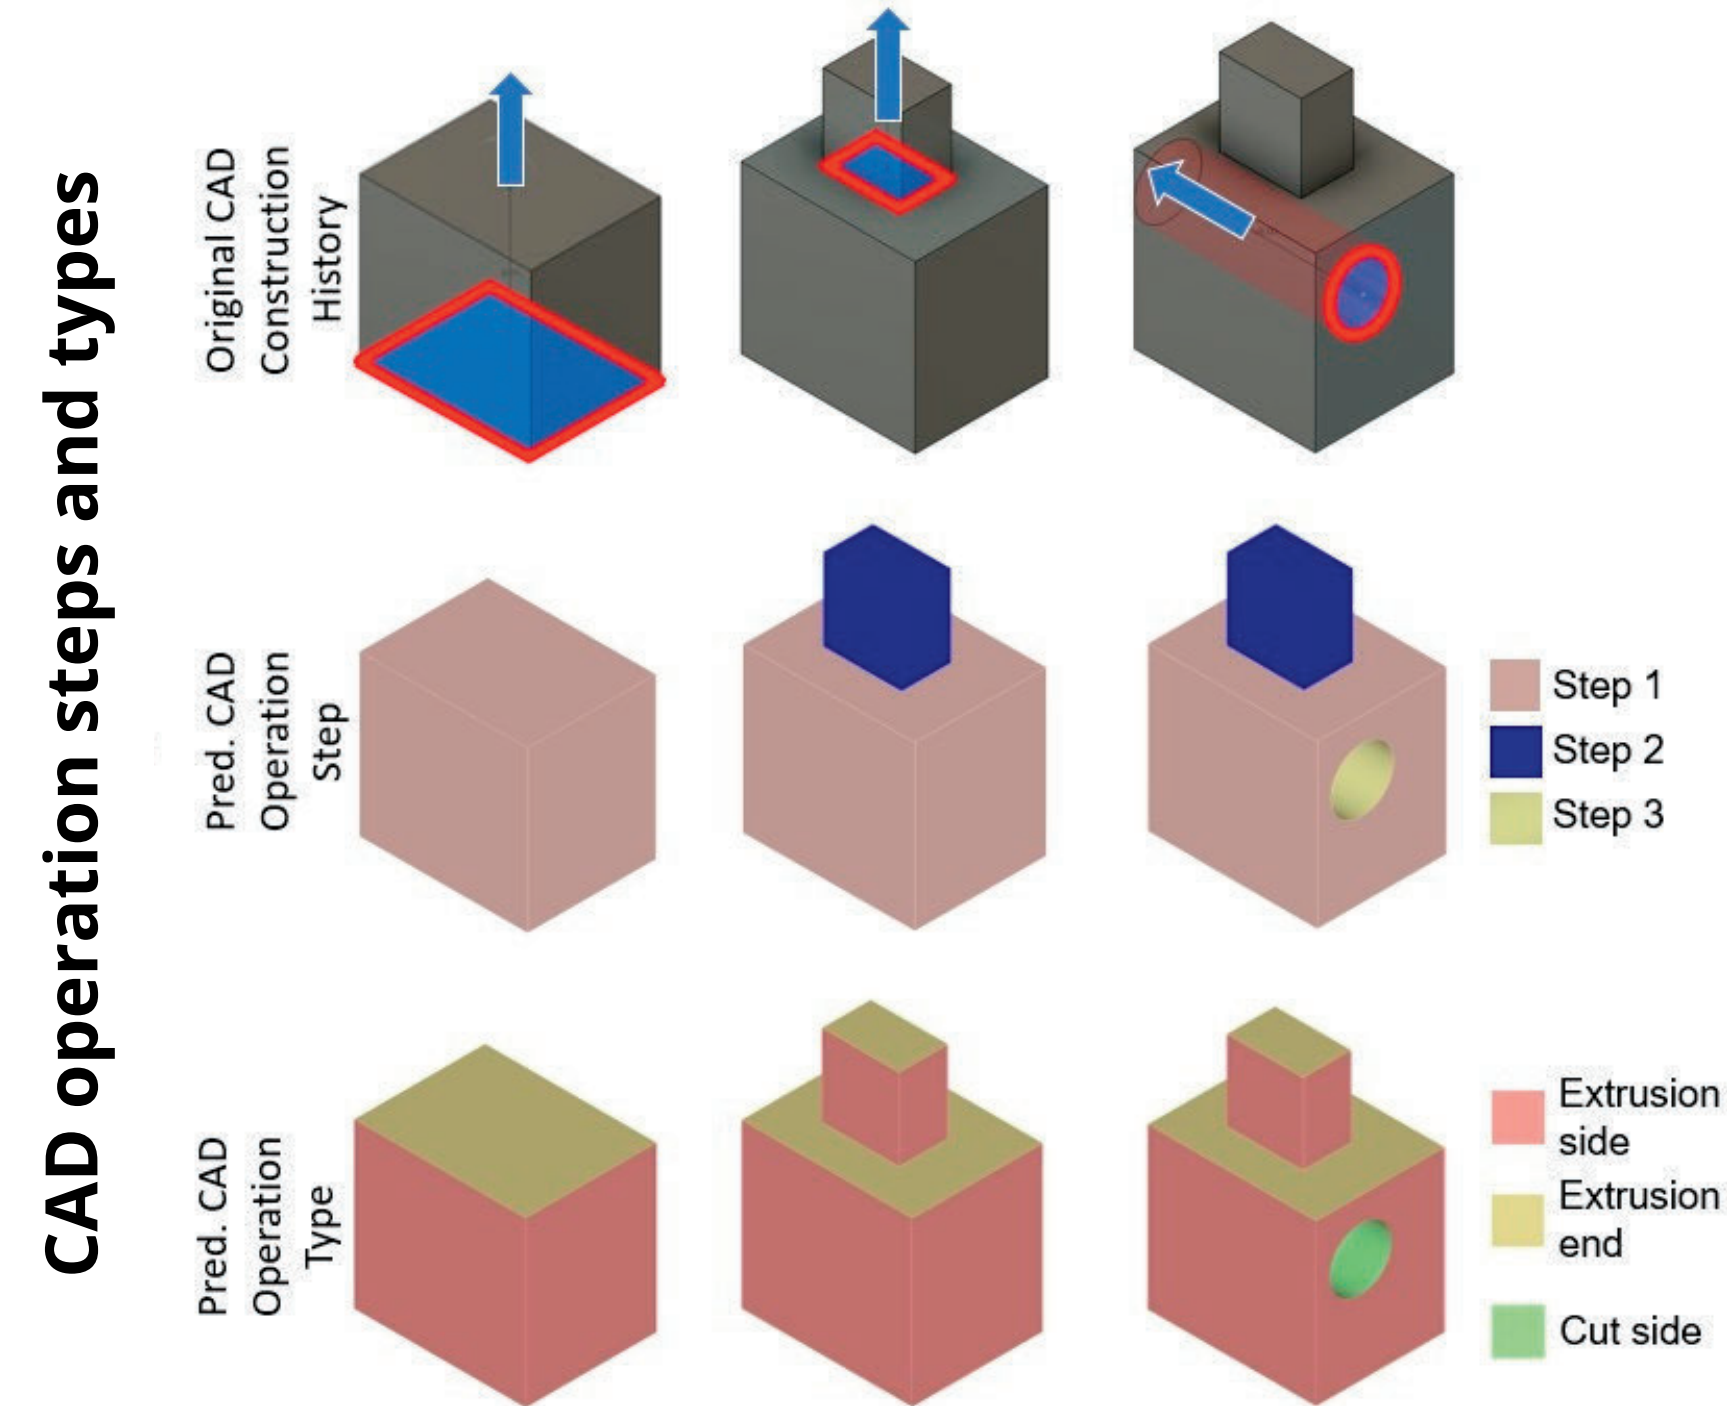 CAD operation steps and types
Original CAD
Construction
History
Pred. CAD
Operation
Step
Step 1
Step 2
Step 3
Pred. CAD
Operation
Type
Extrusion
side
Extrusion
end
Cut side